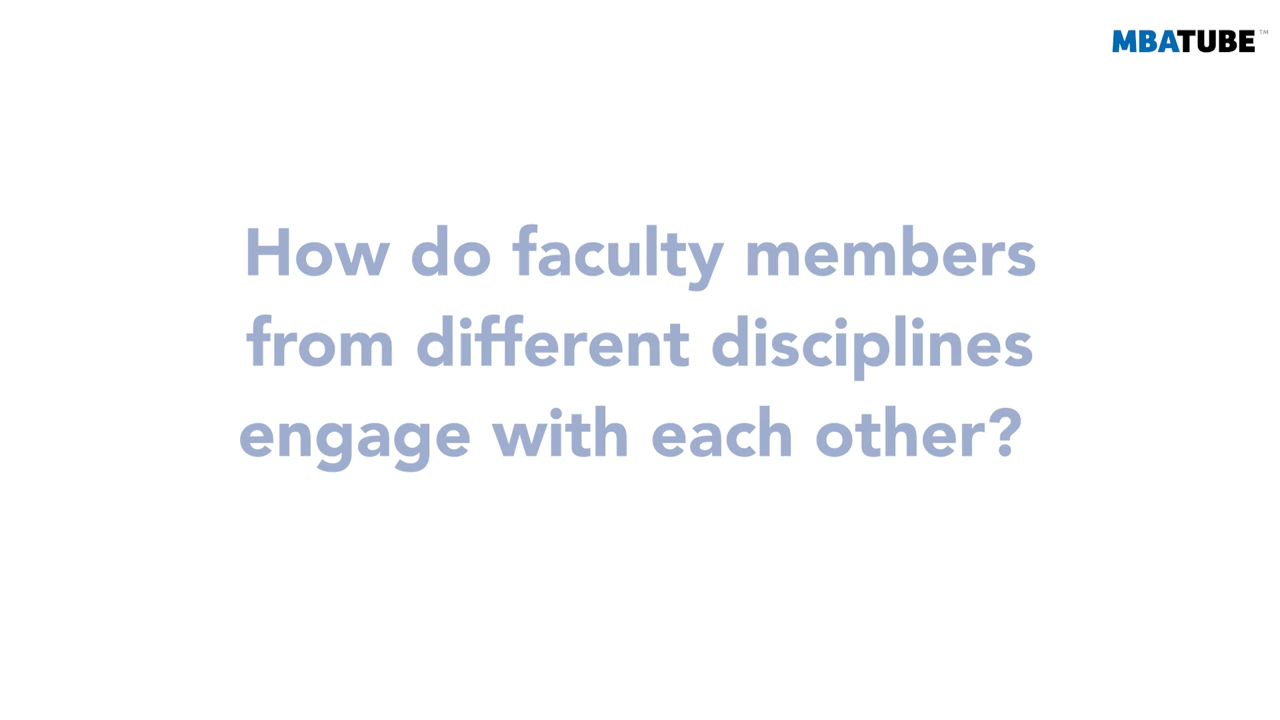 MBATUBE™
How do faculty members
from different disciplines
engage with each other?